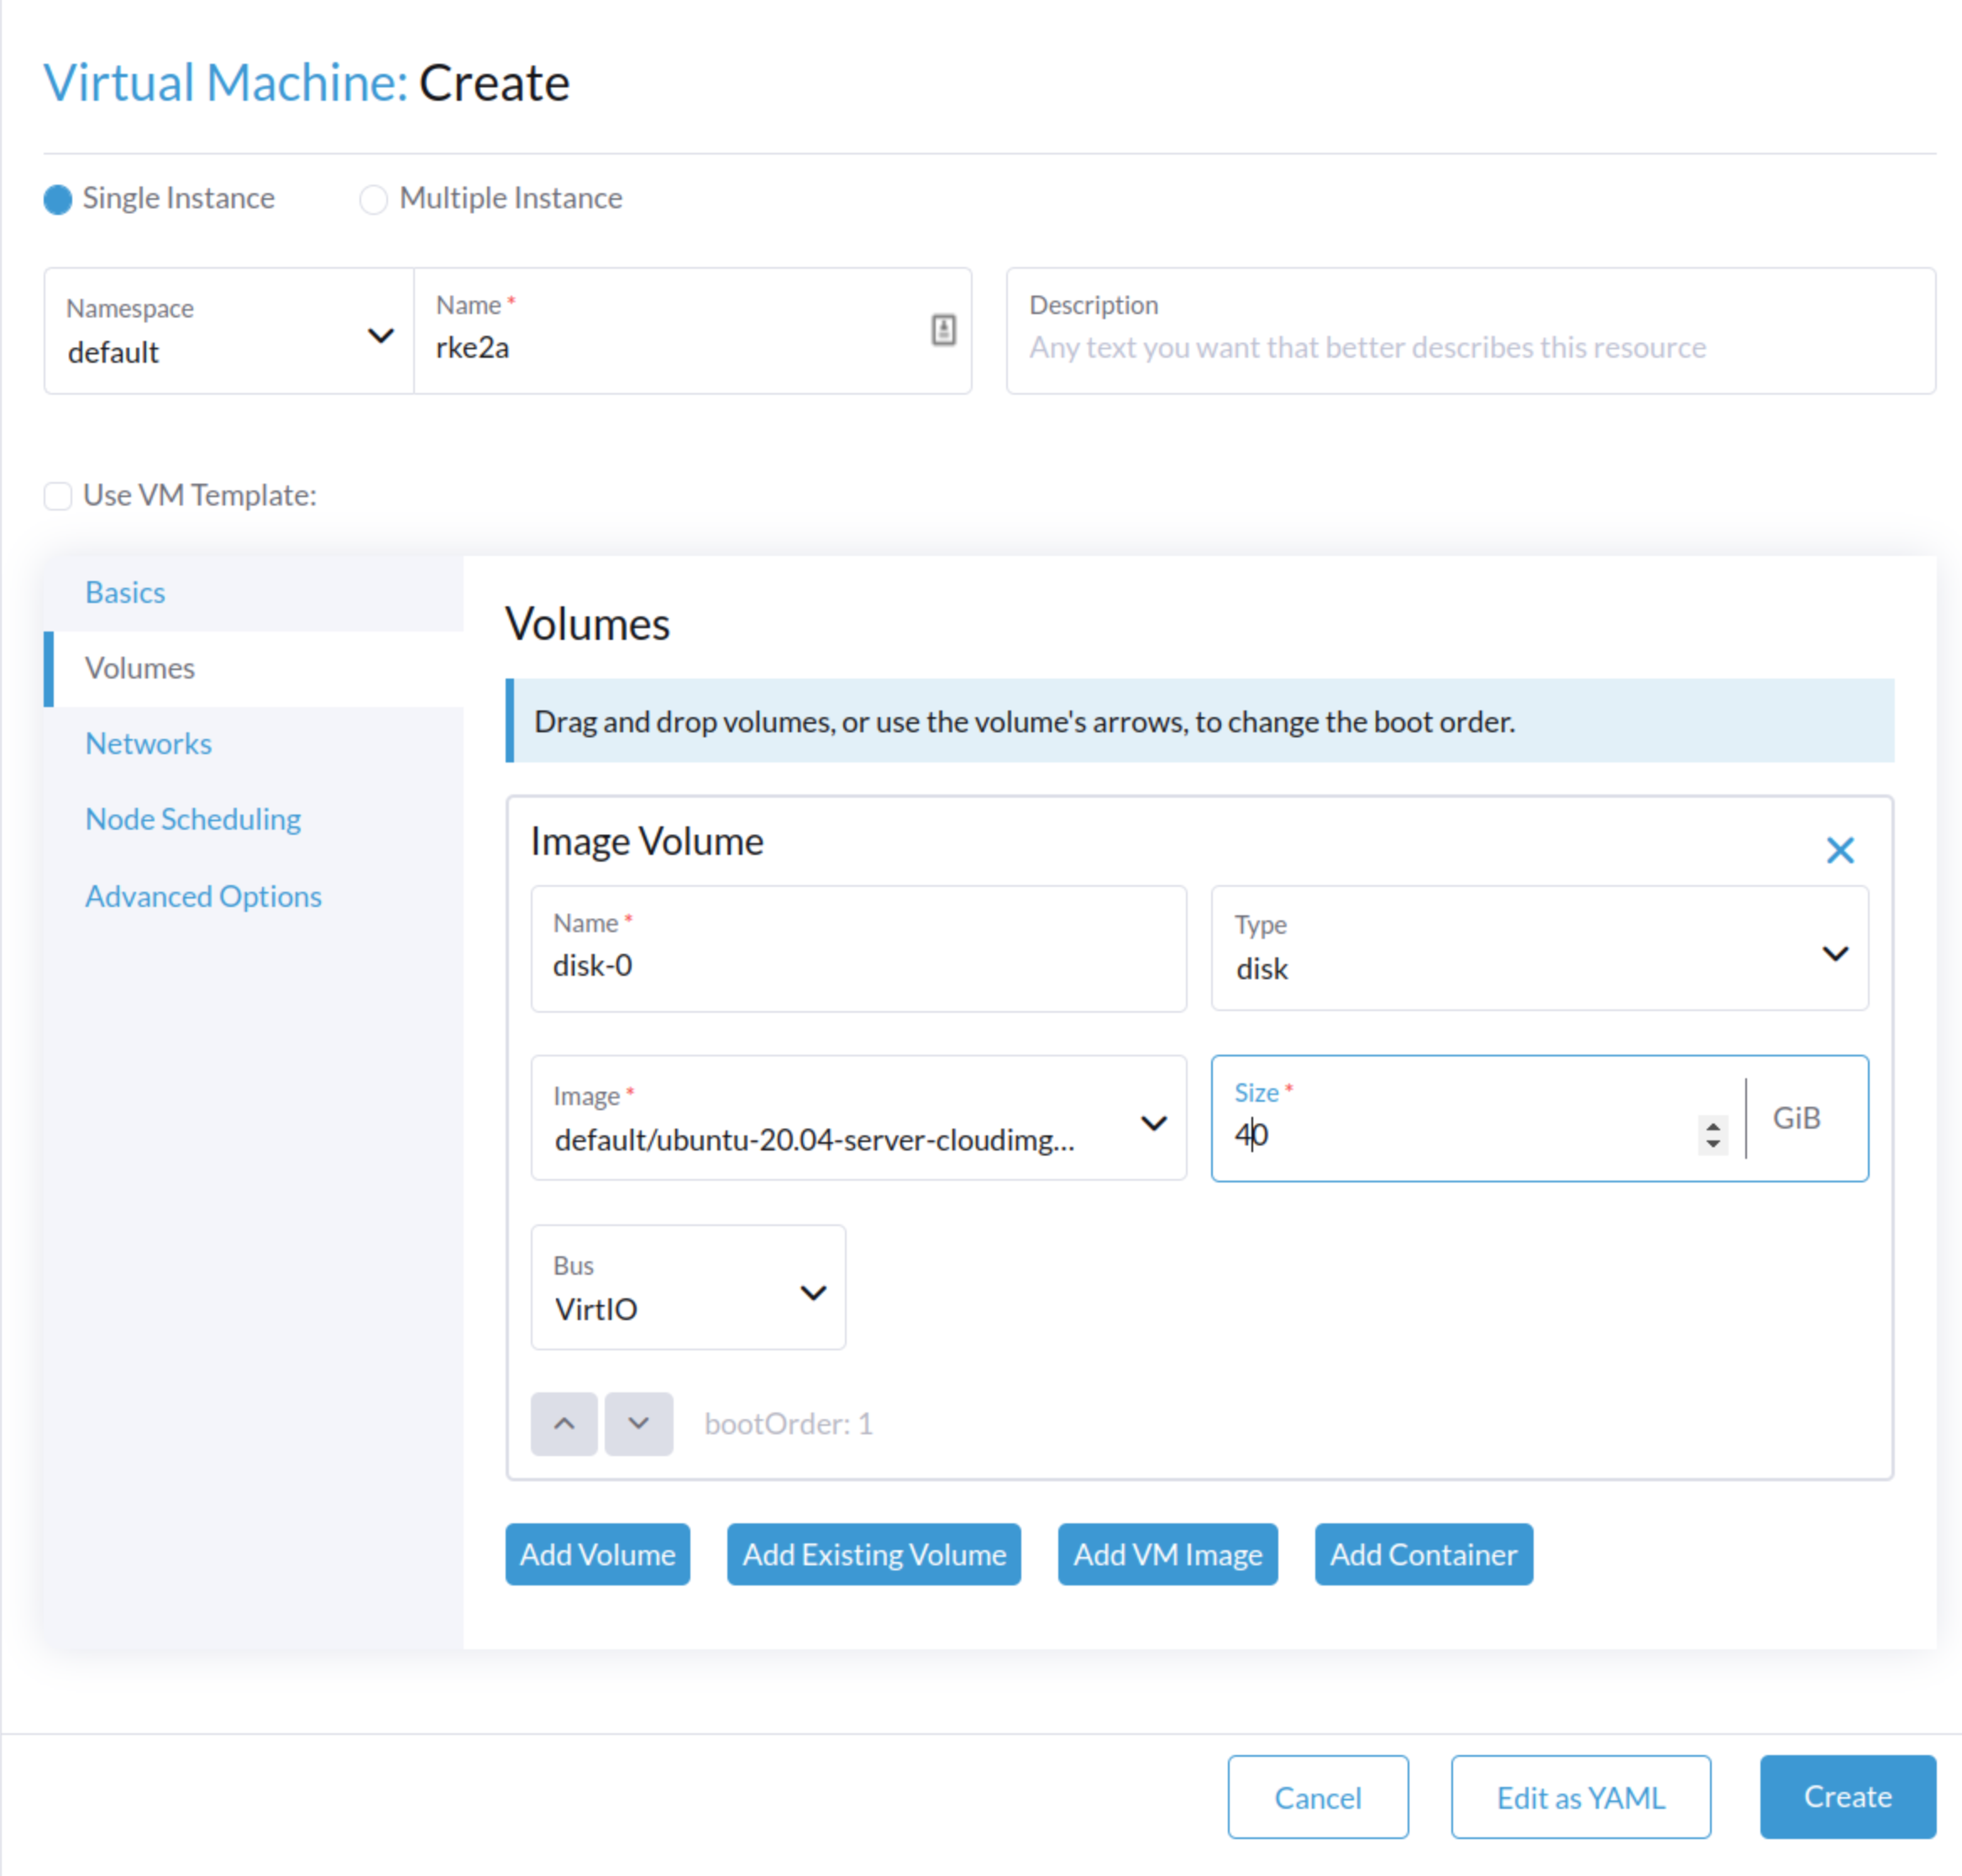 Virtual Machine: Create
Single Instance Multiple Instance
Namespace
default
Name *
rke2a
Description
Any text you want that better describes this resource
Use VM Template:
Basics
Volumes
Networks
Node Scheduling
Advanced Options
Volumes
Drag and drop volumes, or use the volume's arrows, to change the boot order.
Image Volume
Name *
disk-0
Type
disk
Image *
default/ubuntu-20.04-server-cloudimg...
Size *
40
GiB
Bus
VirtIO
bootOrder: 1
Add Volume Add Existing Volume Add VM Image Add Container
Cancel Edit as YAML Create